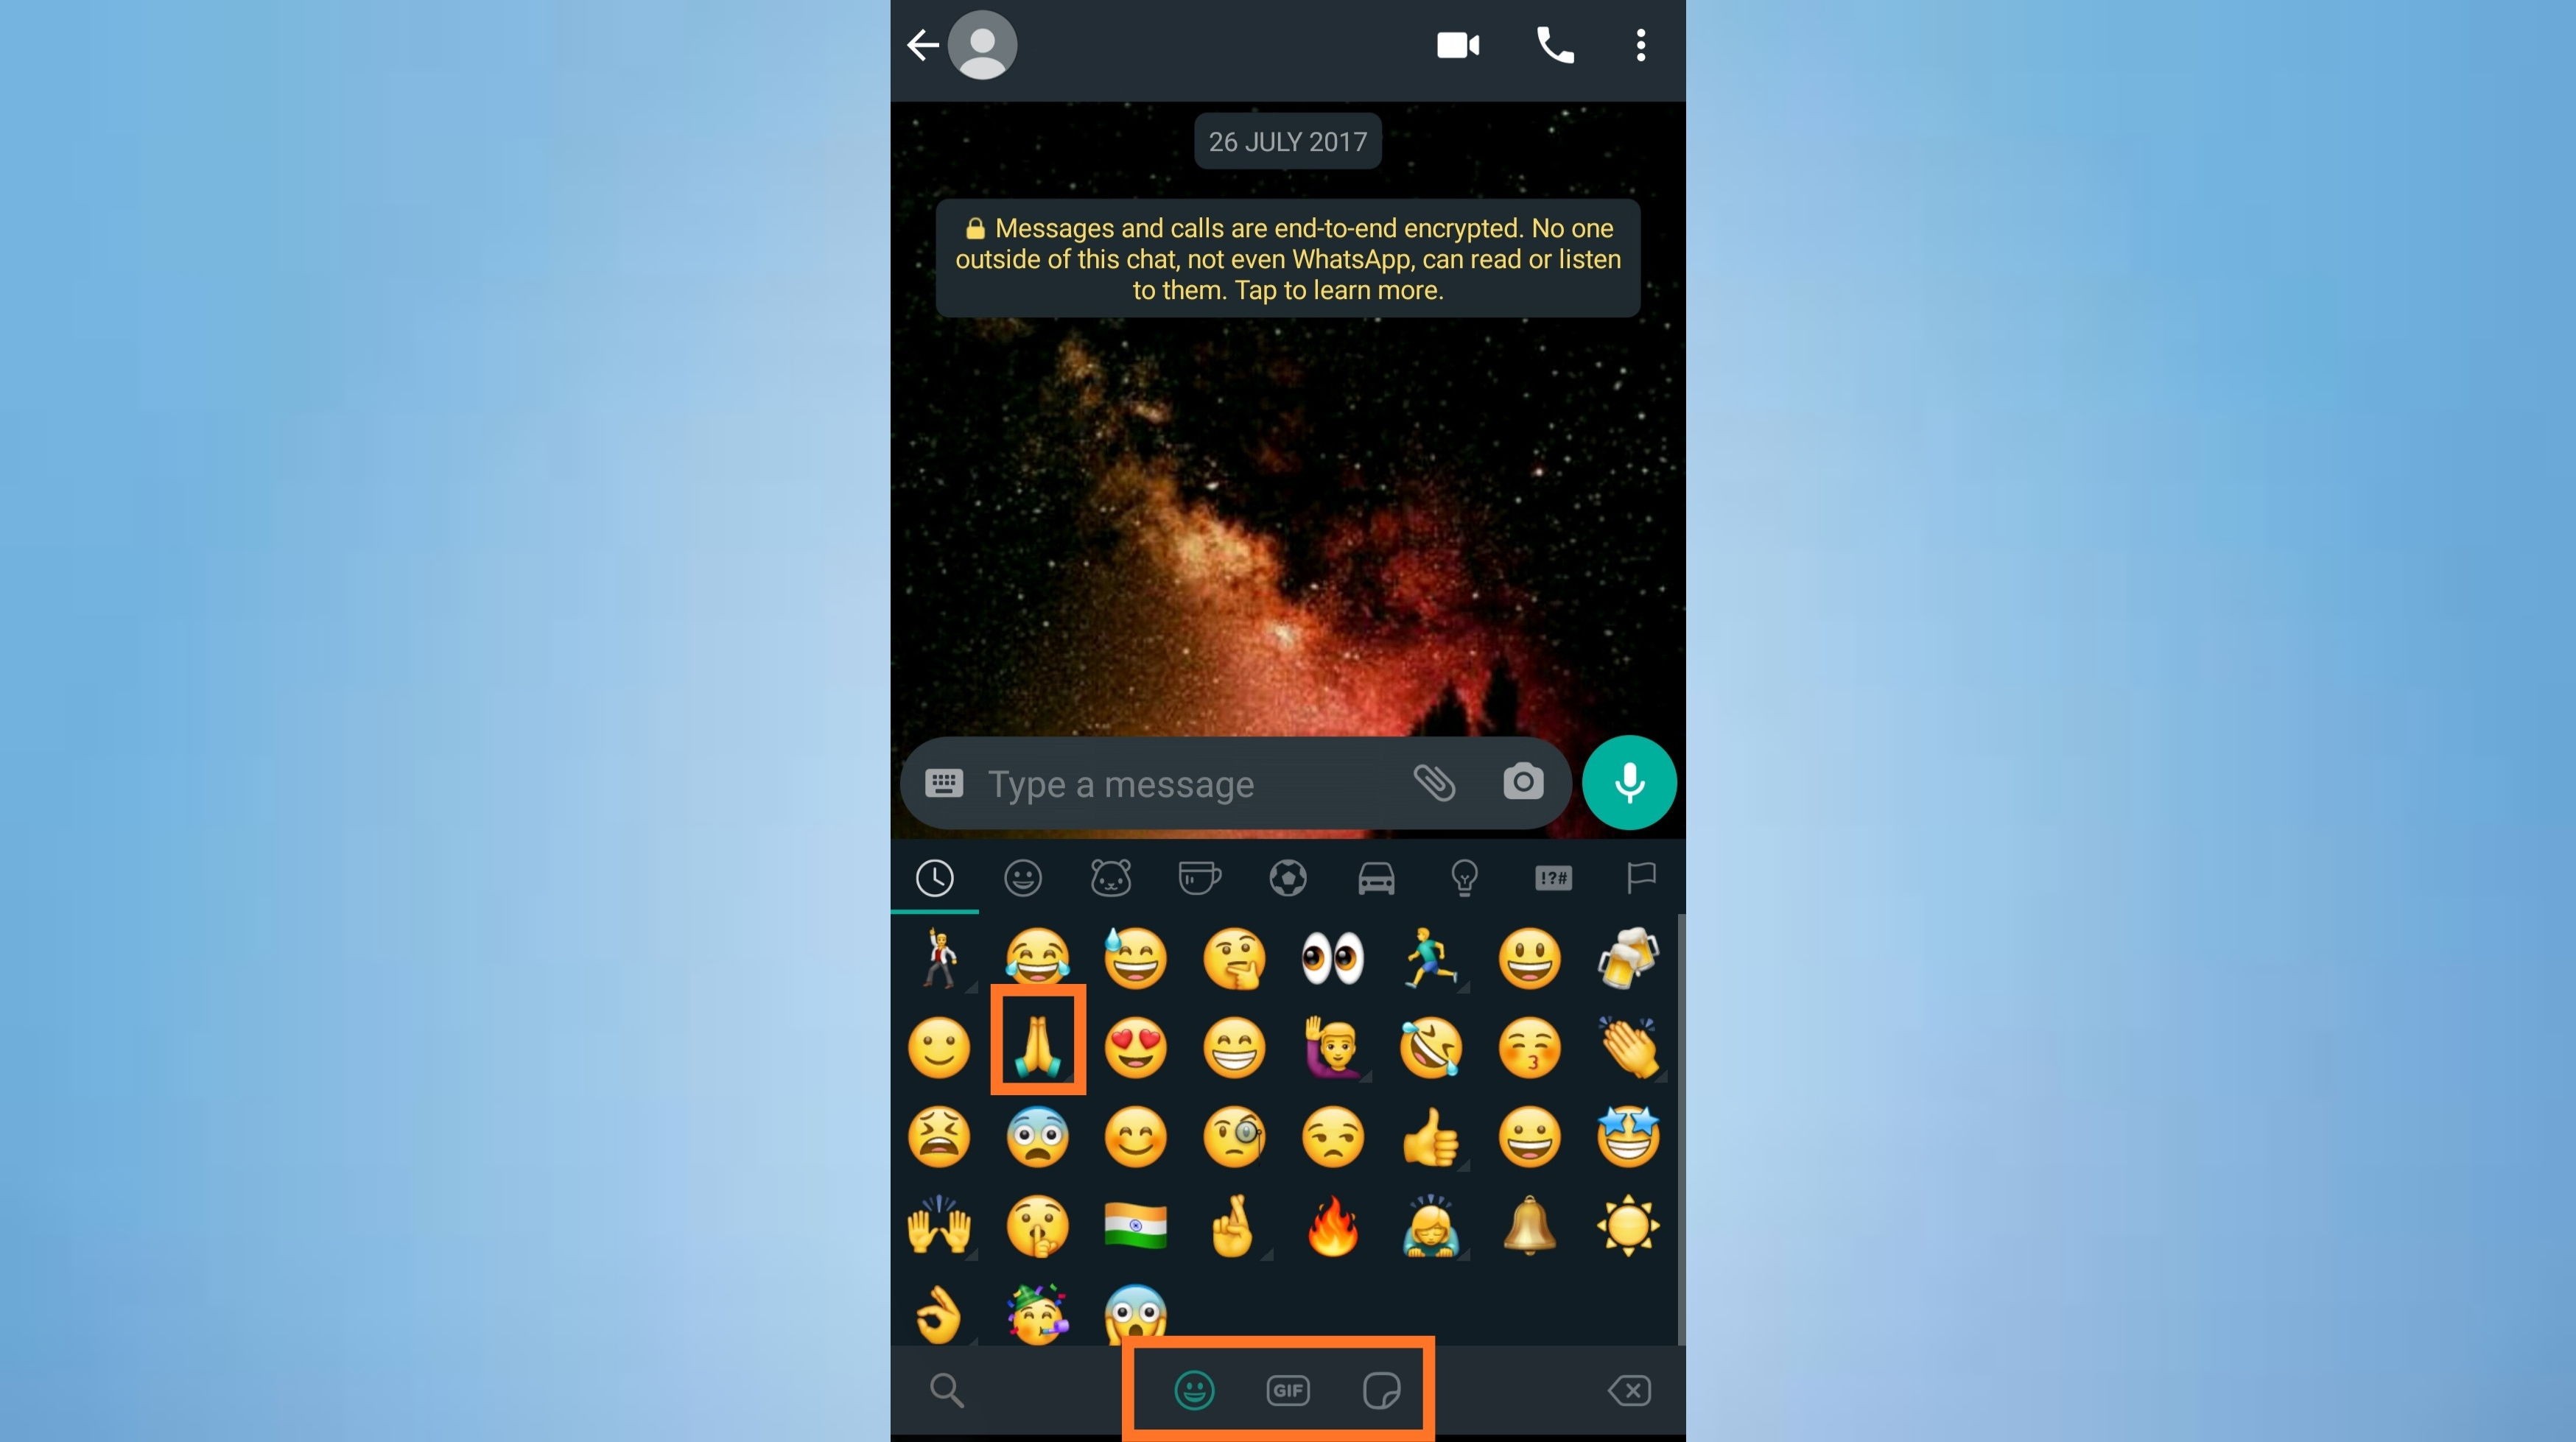 26 JULY 2017
🔒 Messages and calls are end-to-end encrypted. No one
outside of this chat, not even WhatsApp, can read or listen
to them. Tap to learn more.
Type a message
!?#
GIF